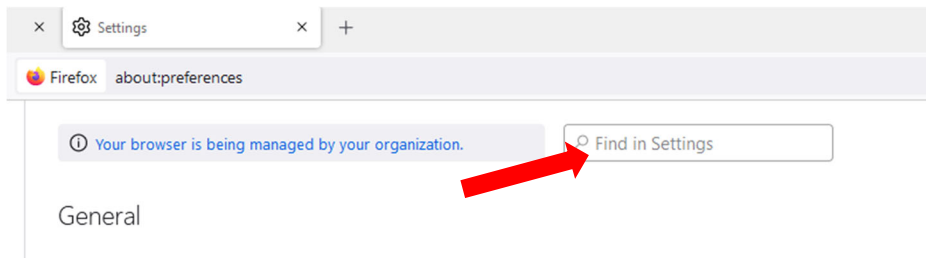 Settings
Firefox about:preferences
Your browser is being managed by your organization. Find in Settings
General